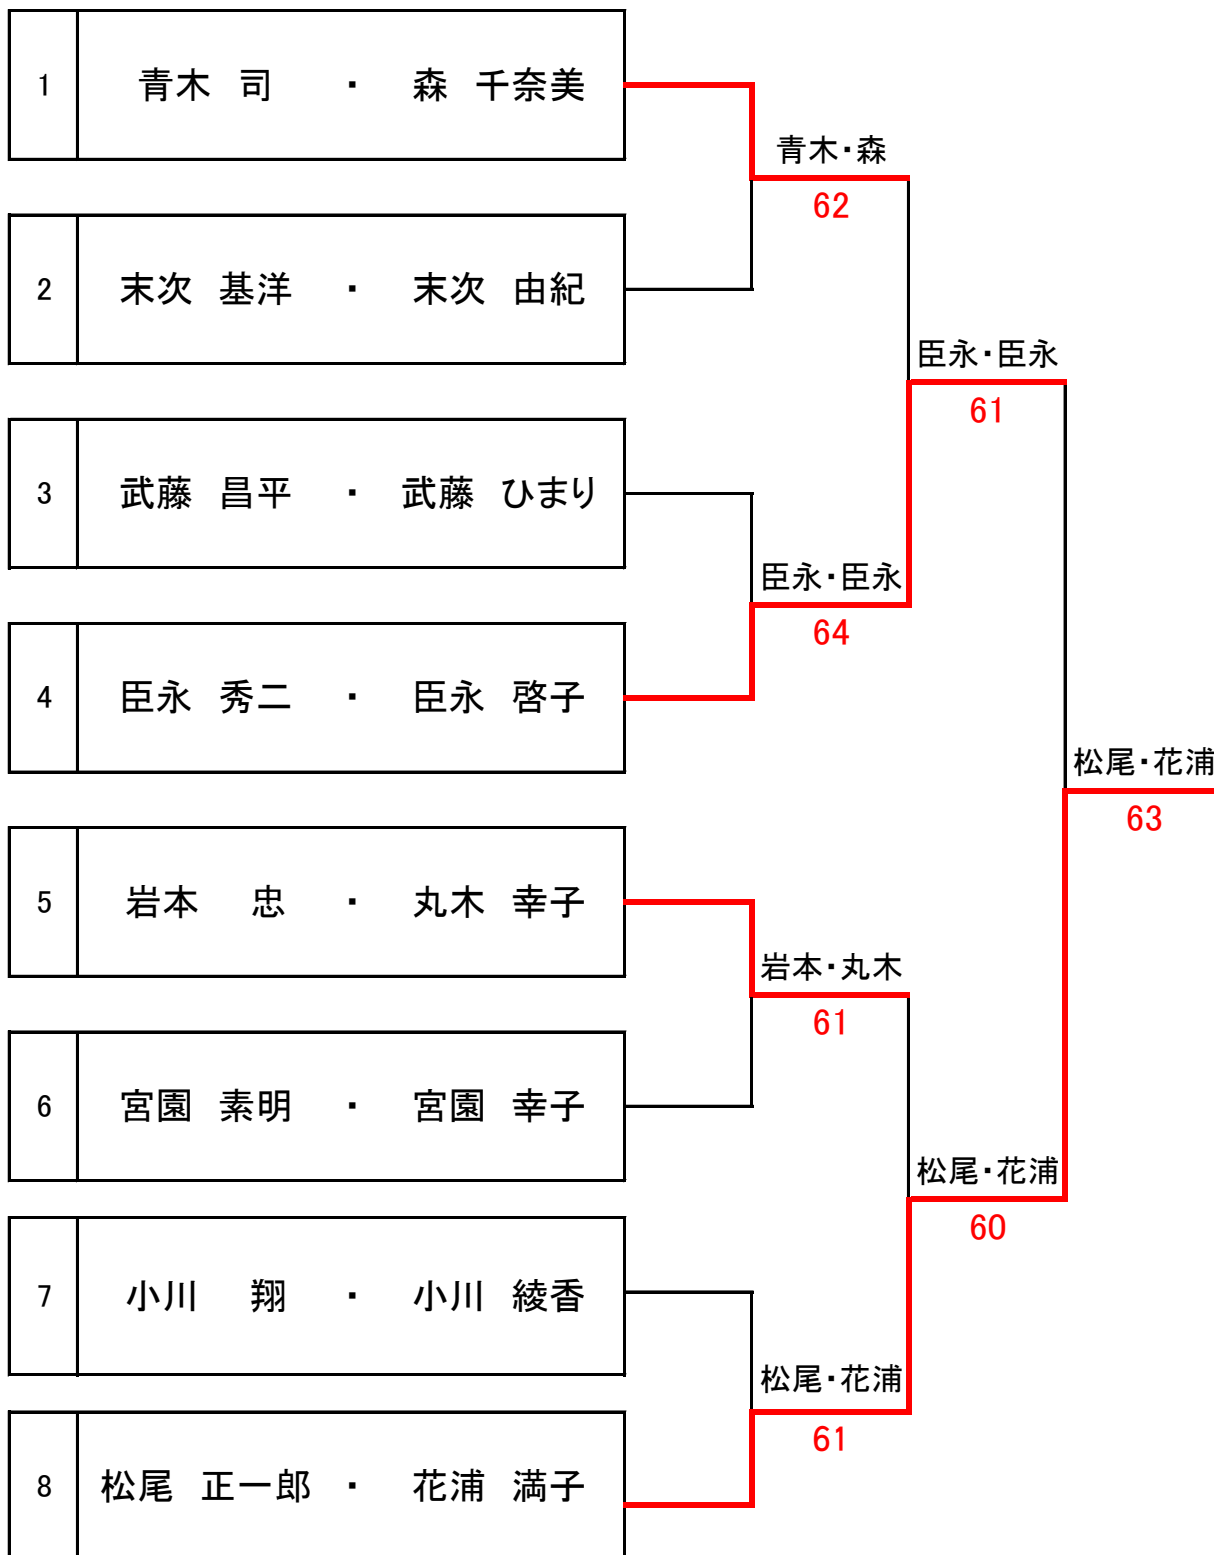 1 青木 司 ・ 森 千奈美
青木・森
62
2 末次 基洋 ・ 末次 由紀
臣永・臣永
61
3 武藤 昌平 ・ 武藤 ひまり
臣永・臣永
64
4 臣永 秀二 ・ 臣永 啓子
松尾・花浦
63
5 岩本 忠 ・ 丸木 幸子
岩本・丸木
61
6 宮園 素明 ・ 宮園 幸子
松尾・花浦
60
7 小川 翔 ・ 小川 綾香
松尾・花浦
61
8 松尾 正一郎 ・ 花浦 満子